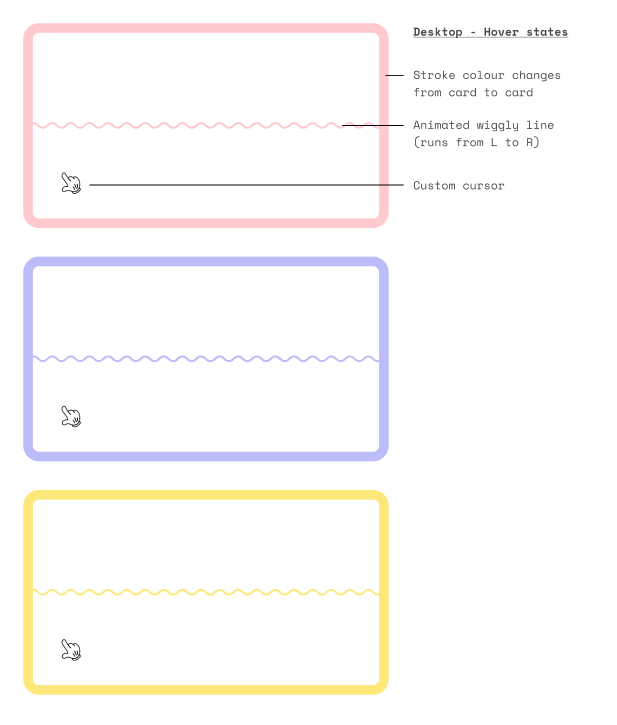 Desktop - Hover states
Stroke colour changes
from card to card
Animated wiggly line
(runs from L to R)
Custom cursor